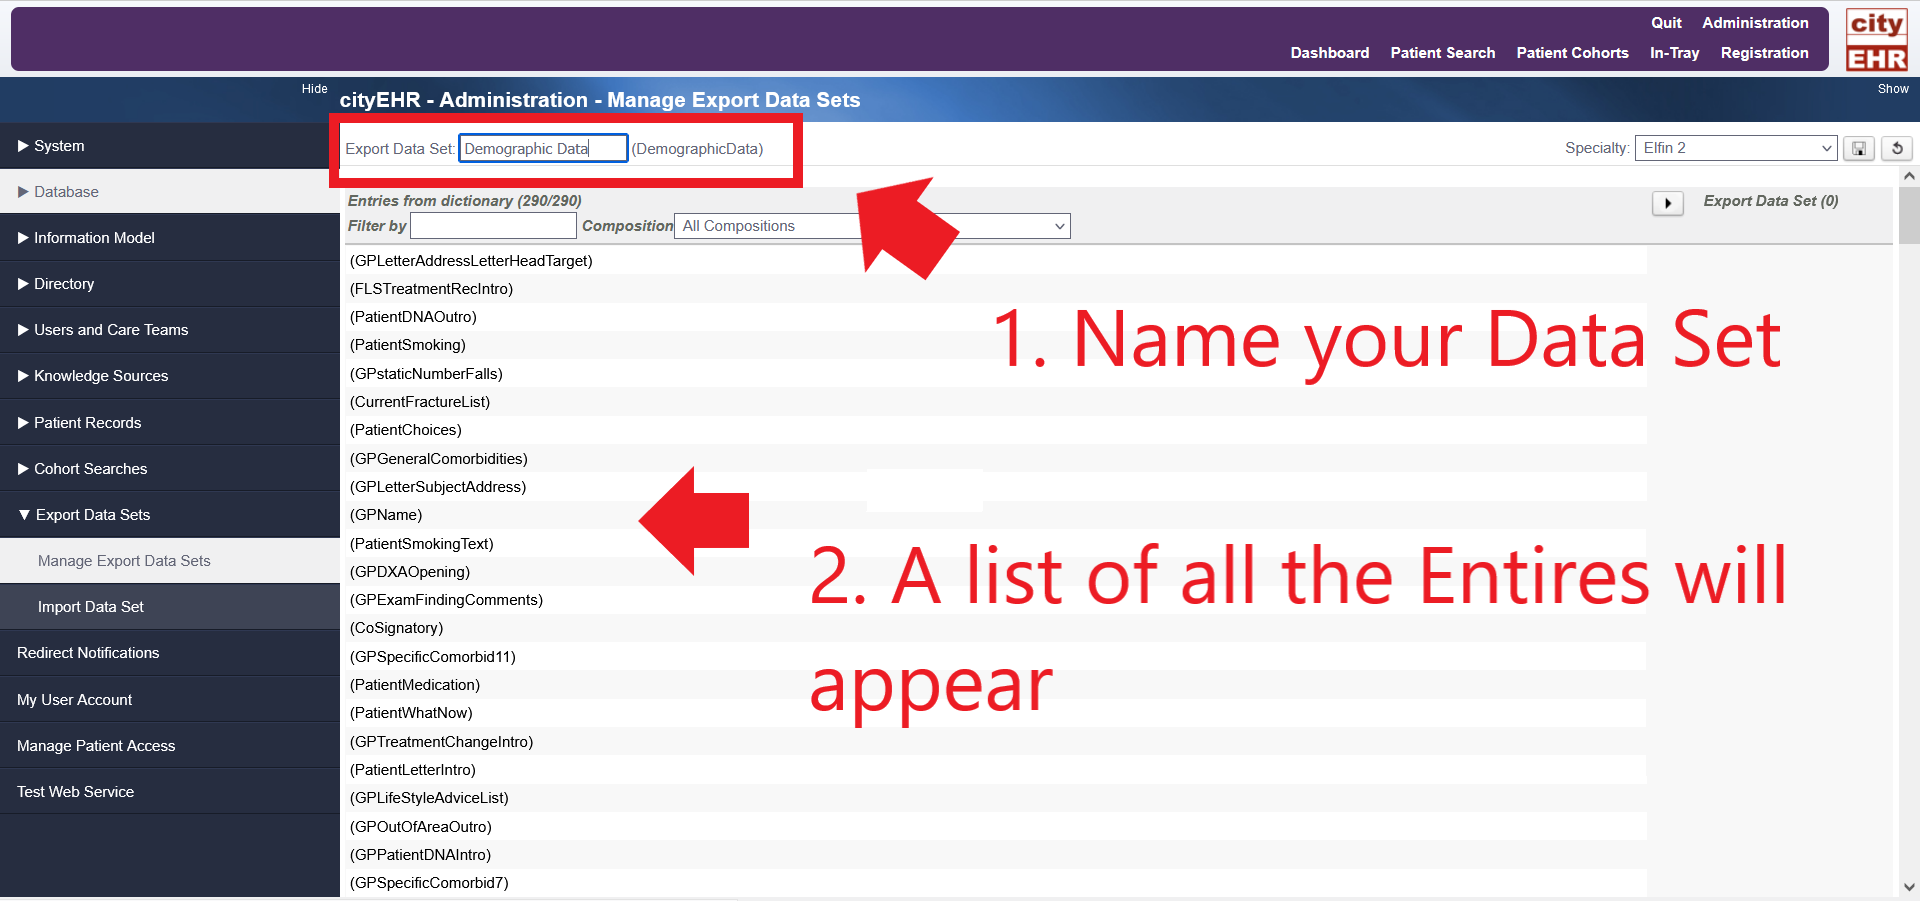 Quit Administration
Dashboard Patient Search Patient Cohorts In-Tray Registration
city
EHR
Hide
cityEHR - Administration - Manage Export Data Sets
Show
System
Database
Information Model
Directory
Users and Care Teams
Knowledge Sources
Patient Records
Cohort Searches
Export Data Sets
Manage Export Data Sets
Import Data Set
Redirect Notifications
My User Account
Manage Patient Access
Test Web Service
Export Data Set: Demographic Data (DemographicData)
Specialty: Elfin 2
Entries from dictionary (290/290)
Export Data Set (0)
Filter by Composition All Compositions
(GPLetterAddressLetterHeadTarget)
(FLSTreatmentRecIntro)
(PatientDNAOutro)
(PatientSmoking)
(GPstaticNumberFalls)
(CurrentFractureList)
(PatientChoices)
(GPGeneralComorbidities)
(GPLetterSubjectAddress)
(GPName)
(PatientSmokingText)
(GPDXAOpening)
(GPExamFindingComments)
(CoSignatory)
(GPSpecificComorbid11)
(PatientMedication)
(PatientWhatNow)
(GPTreatmentChangeIntro)
(PatientLetterIntro)
(GPLifeStyleAdviceList)
(GPOutOfAreaOutro)
(GPPatientDNAIntro)
(GPSpecificComorbid7)
1. Name your Data Set
2. A list of all the Entires will
appear